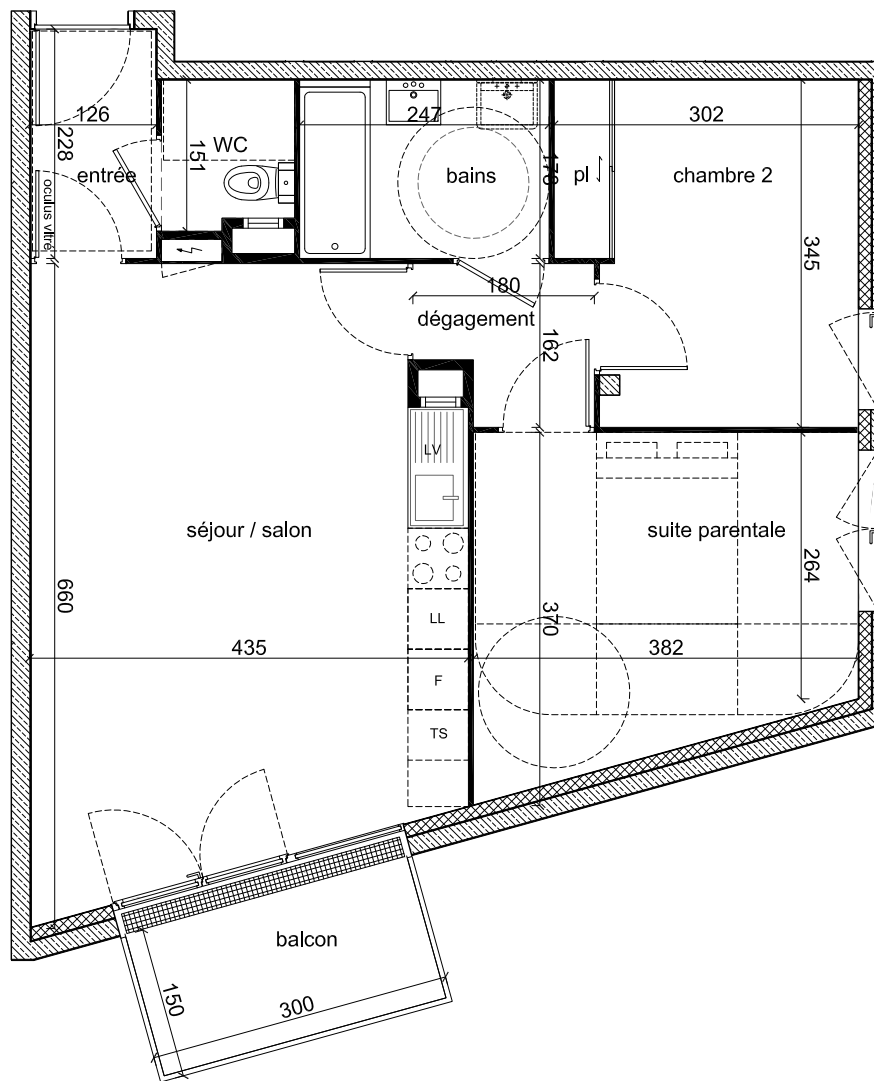 126
228
entrée
oculus vitré
151
WC
247
bains
176
pl
302
chambre 2
345
180
dégagement
162
LV
séjour / salon
suite parentale
264
660
370
LL
435
382
F
TS
balcon
150
300